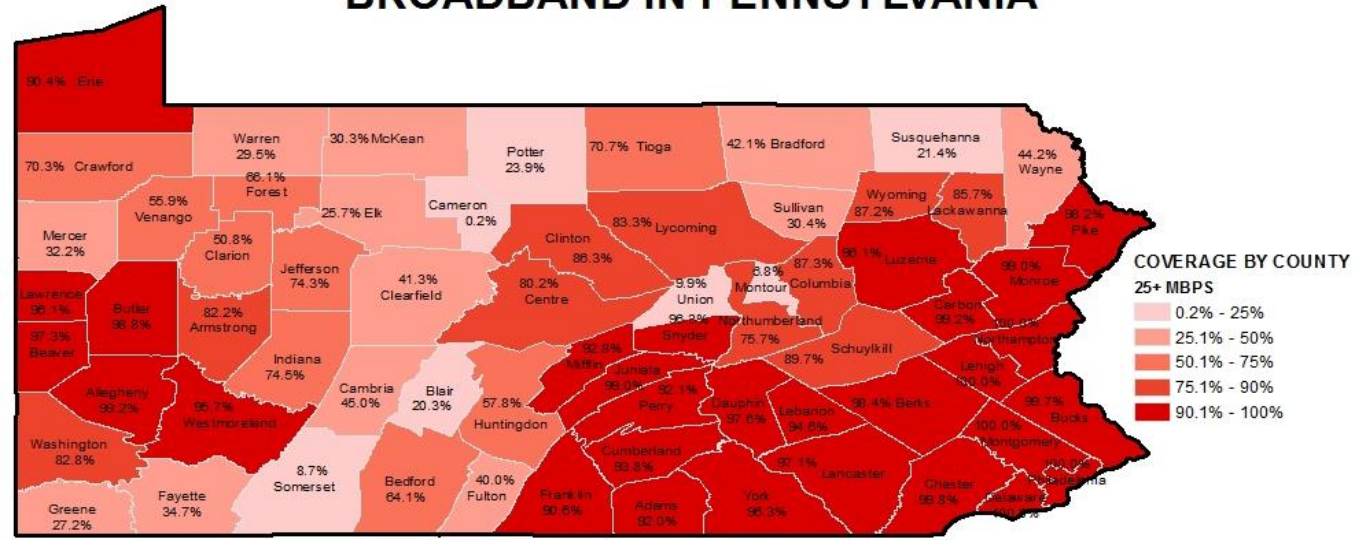 BROADBAND IN PENNSYLVANIA
90.4% Erie
Warren
29.5%
30.3% McKean
Potter
23.9%
70.7% Tioga
42.1% Bradford
Susquehanna
21.4%
44.2%
Wayne
70.3% Crawford
66.1%
Forest
55.9%
Venango
25.7% Elk
Cameron
0.2%
83.3% Lycoming
Sullivan
30.4%
Wyoming
87.2%
85.7%
Lackawanna
98.2%
Pike
Mercer
32.2%
50.8%
Clarion
Jefferson
74.3%
41.3%
Clearfield
Clinton
86.3%
80.2%
Centre
9.9%
Union
6.8%
Montour
87.3%
Columbia
96.1% Luzerne
99.0%
Monroe
COVERAGE BY COUNTY
25+ MBPS
0.2% - 25%
25.1% - 50%
50.1% - 75%
75.1% - 90%
90.1% - 100%
Lawrence
96.1%
Butler
98.8%
82.2%
Armstrong
96.8%
Snyder
Northumberland
75.7%
Carbon
99.2%
100.0%
Northampton
97.3%
Beaver
Indiana
74.5%
92.8%
Mifflin
Juniata
99.0%
89.7% Schuylkill
Lehigh
100.0%
Allegheny
99.2%
95.7%
Westmoreland
Cambria
45.0%
Blair
20.3%
57.8%
Huntingdon
92.1%
Perry
Dauphin
97.6%
Lebanon
94.6%
98.4% Berks
99.7%
Bucks
100.0%
Montgomery
Washington
82.8%
8.7%
Somerset
Bedford
64.1%
40.0%
Fulton
Cumberland
93.8%
97.1%
Lancaster
Chester
99.8%
100.0%
Philadelphia
Delaware
100.0%
Greene
27.2%
Fayette
34.7%
Franklin
90.6%
Adams
92.0%
York
96.3%